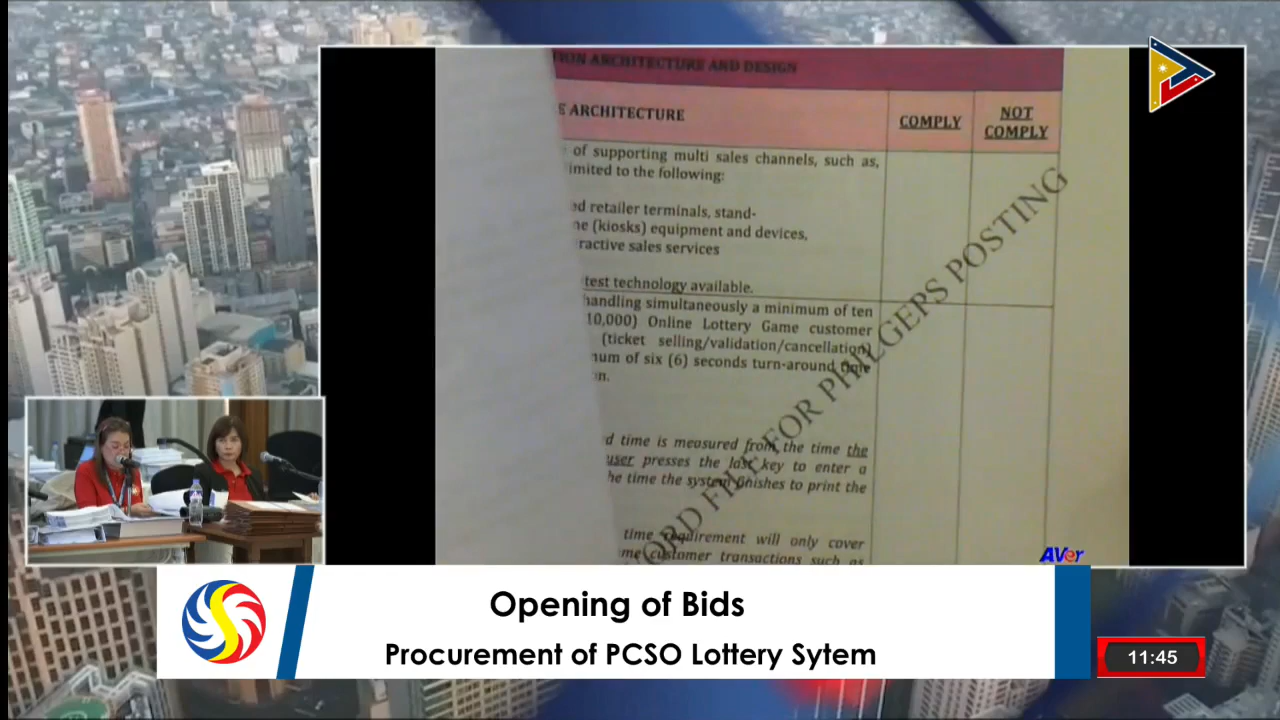 ION ARCHITECTURE AND DESIGN
E ARCHITECTURE
COMPLY
NOT
COMPLY
of supporting multi sales channels, such as,
limited to the following:
ed retailer terminals, stand-
ne (kiosks) equipment and devices,
ractive sales services
test technology available.
handling simultaneously a minimum of ten
10,000) Online Lottery Game customer
(ticket selling/validation/cancellation)
num of six (6) seconds turn-around time
on.
d time is measured from the time the
user presses the last key to enter a
he time the system finishes to print the
time requirement will only cover
me customer transactions such as
WORD FILE FOR PHILGEPS POSTING
AVer
Opening of Bids
Procurement of PCSO Lottery Sytem
11:45